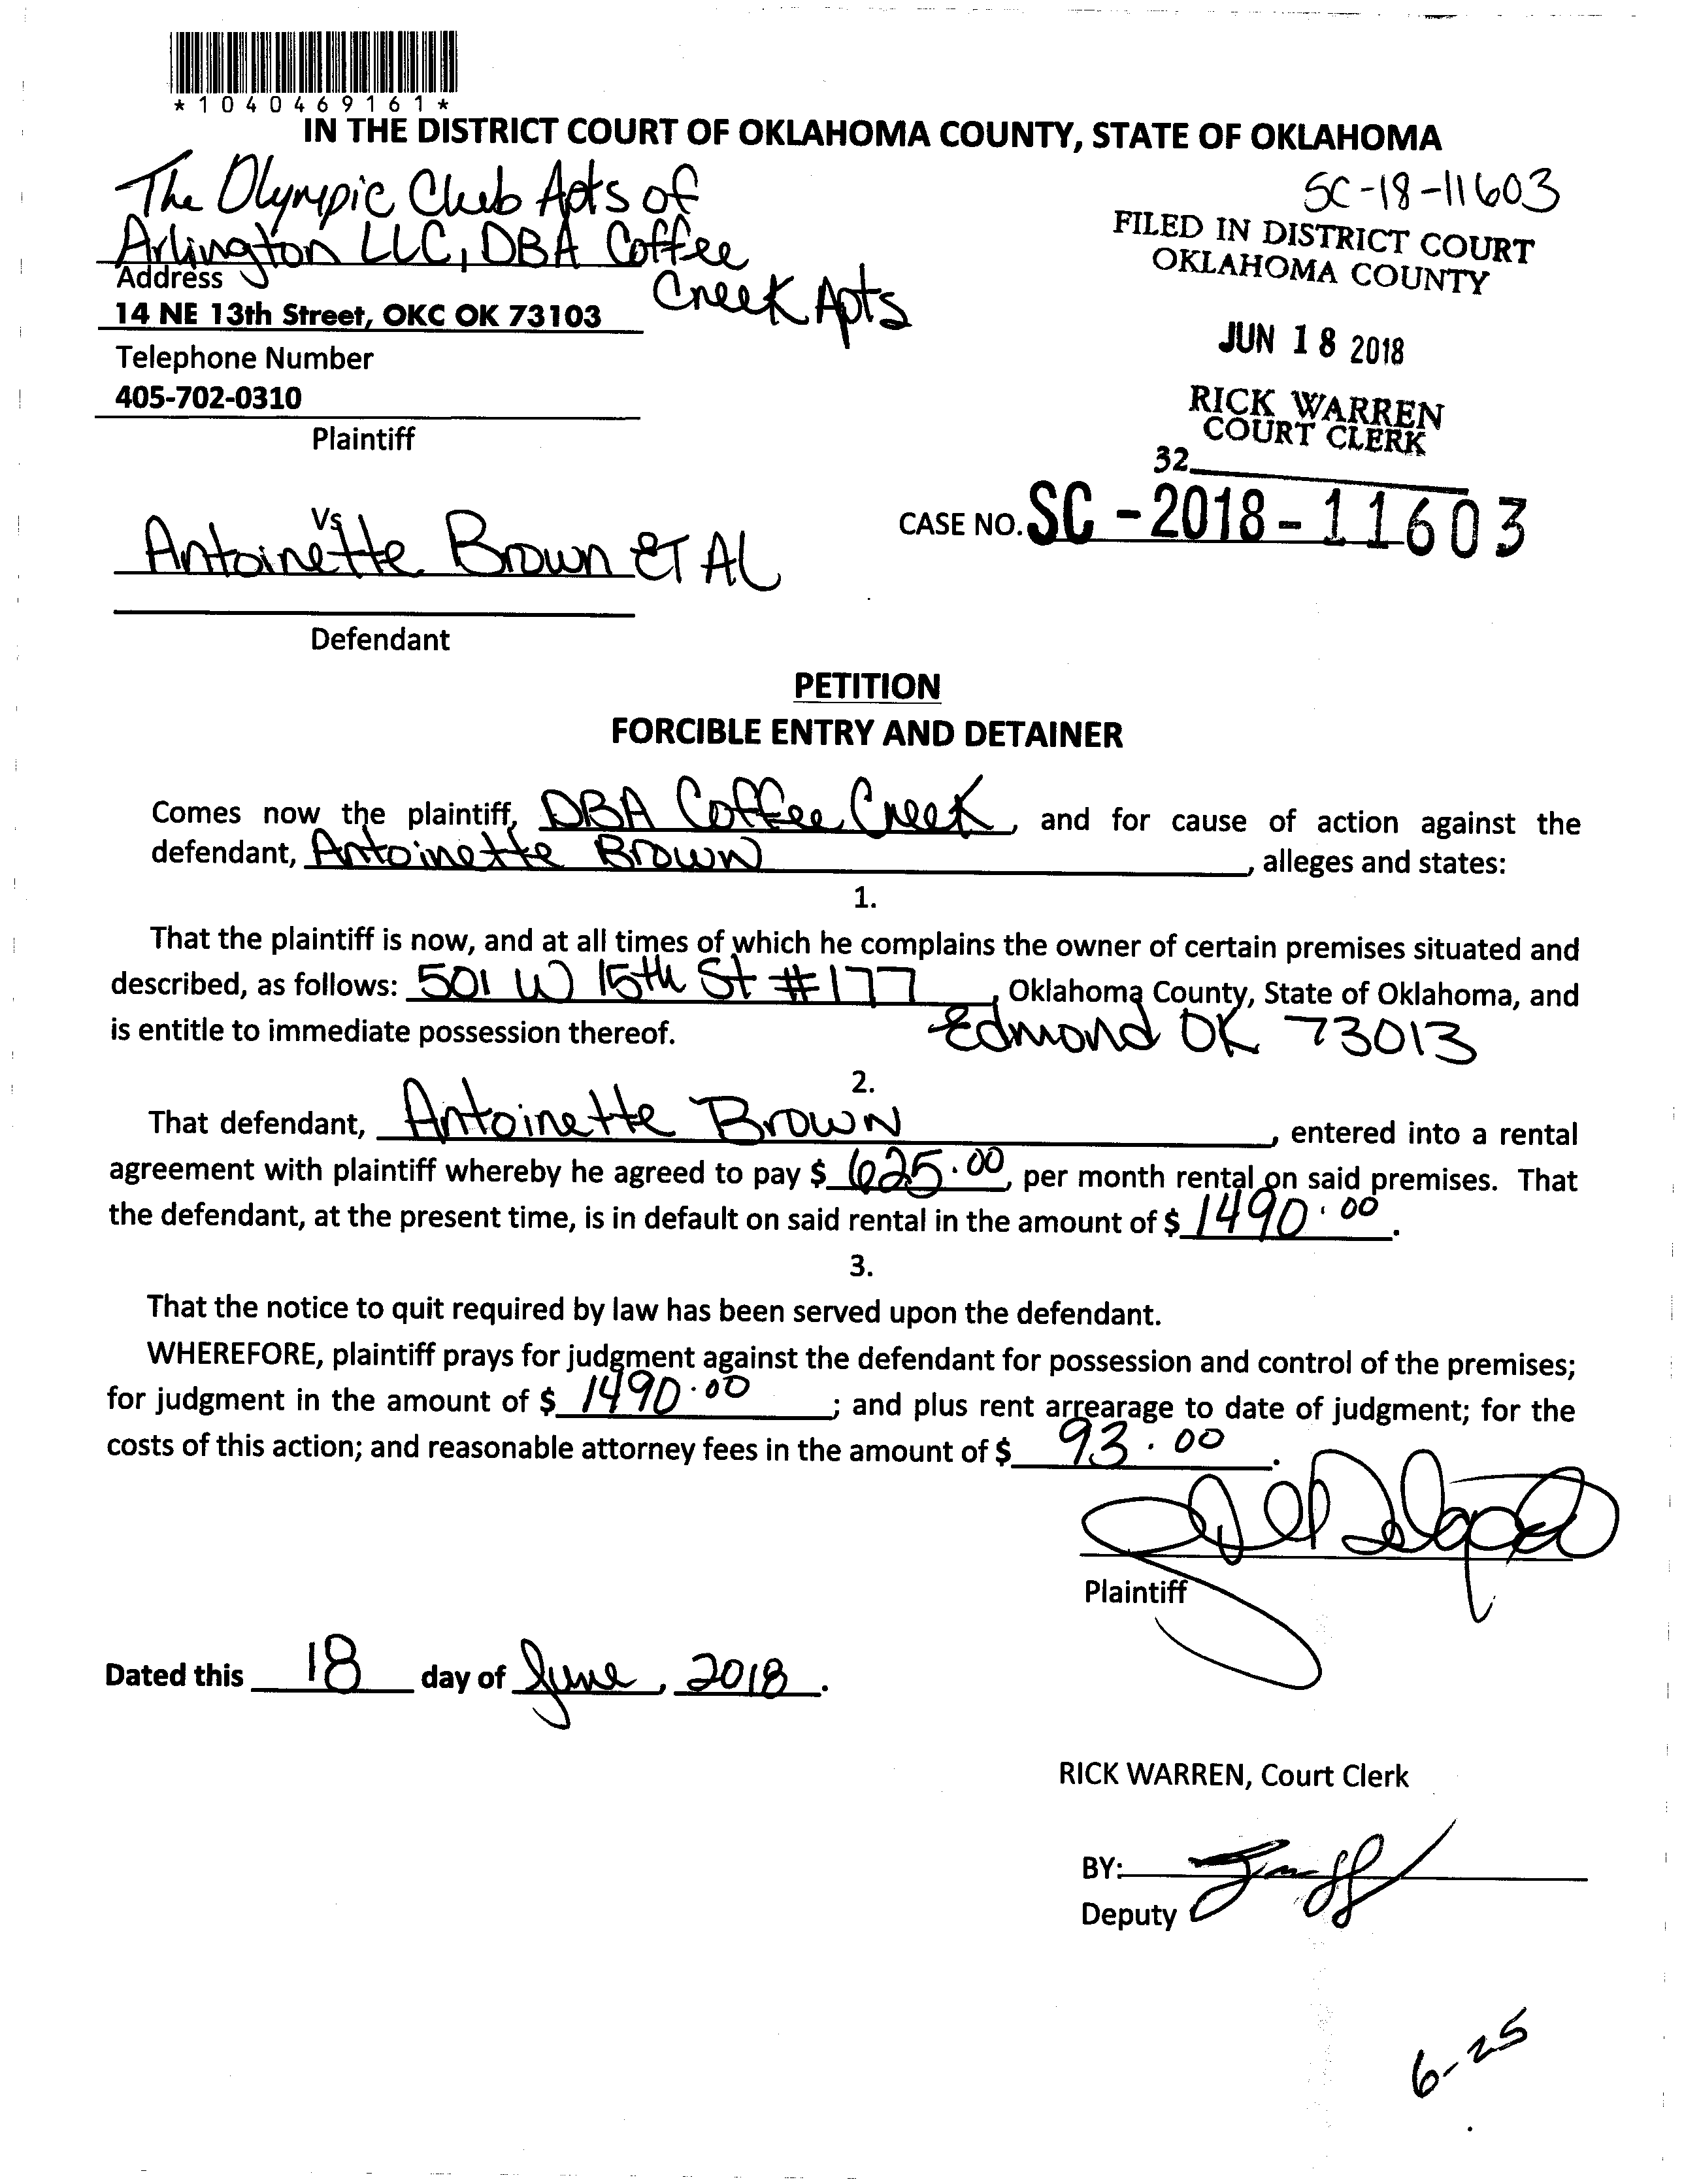 *1040469161*
IN THE DISTRICT COURT OF OKLAHOMA COUNTY, STATE OF OKLAHOMA
The Olympic Club Apts of
Arlington LLC, DBA Coffee
Creek Apts
Address
14 NE 13th Street, OKC OK 73103
Telephone Number
405-702-0310
Plaintiff
SC-18-11603
FILED IN DISTRICT COURT
OKLAHOMA COUNTY
JUN 18 2018
RICK WARREN
COURT CLERK
32
CASE NO. SC-2018-11603
Vs
Antoinette Brown ET AL
Defendant
PETITION
FORCIBLE ENTRY AND DETAINER
Comes now the plaintiff, DBA Coffee Creek, and for cause of action against the
defendant, Antoinette Brown, alleges and states:
1.
That the plaintiff is now, and at all times of which he complains the owner of certain premises situated and
described, as follows: 501 W 15th St #177, Oklahoma County, State of Oklahoma, and
is entitle to immediate possession thereof. Edmond OK 73013
2.
That defendant, Antoinette Brown, entered into a rental
agreement with plaintiff whereby he agreed to pay $ 625.00, per month rental on said premises. That
the defendant, at the present time, is in default on said rental in the amount of $ 1490.00.
3.
That the notice to quit required by law has been served upon the defendant.
WHEREFORE, plaintiff prays for judgment against the defendant for possession and control of the premises;
for judgment in the amount of $ 1490.00; and plus rent arrearage to date of judgment; for the
costs of this action; and reasonable attorney fees in the amount of $ 93.00.
Plaintiff
Dated this 18 day of June, 2018.
RICK WARREN, Court Clerk
BY:
Deputy
6-25